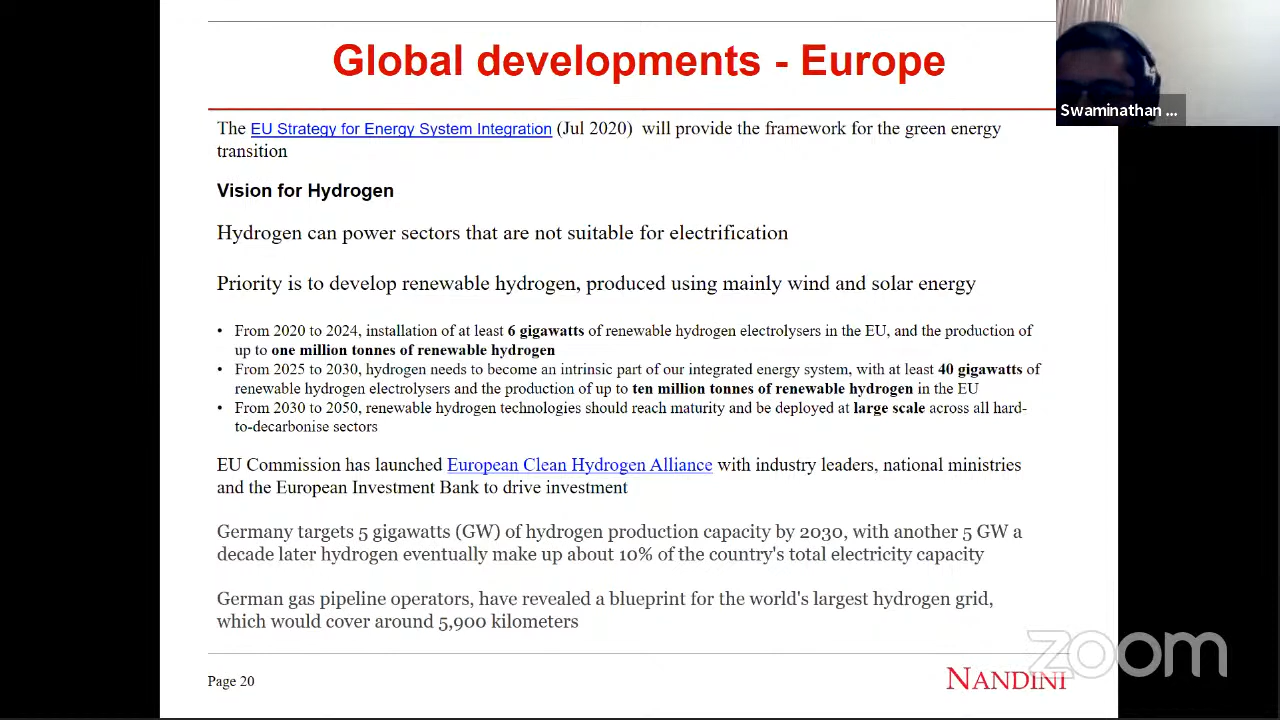 Global developments - Europe
Swaminathan ...
The EU Strategy for Energy System Integration (Jul 2020) will provide the framework for the green energy
transition
Vision for Hydrogen
Hydrogen can power sectors that are not suitable for electrification
Priority is to develop renewable hydrogen, produced using mainly wind and solar energy
• From 2020 to 2024, installation of at least 6 gigawatts of renewable hydrogen electrolysers in the EU, and the production of
up to one million tonnes of renewable hydrogen
• From 2025 to 2030, hydrogen needs to become an intrinsic part of our integrated energy system, with at least 40 gigawatts of
renewable hydrogen electrolysers and the production of up to ten million tonnes of renewable hydrogen in the EU
• From 2030 to 2050, renewable hydrogen technologies should reach maturity and be deployed at large scale across all hard-
to-decarbonise sectors
EU Commission has launched European Clean Hydrogen Alliance with industry leaders, national ministries
and the European Investment Bank to drive investment
Germany targets 5 gigawatts (GW) of hydrogen production capacity by 2030, with another 5 GW a
decade later hydrogen eventually make up about 10% of the country's total electricity capacity
German gas pipeline operators, have revealed a blueprint for the world's largest hydrogen grid,
which would cover around 5,900 kilometers
zoom
Page 20
NANDINI